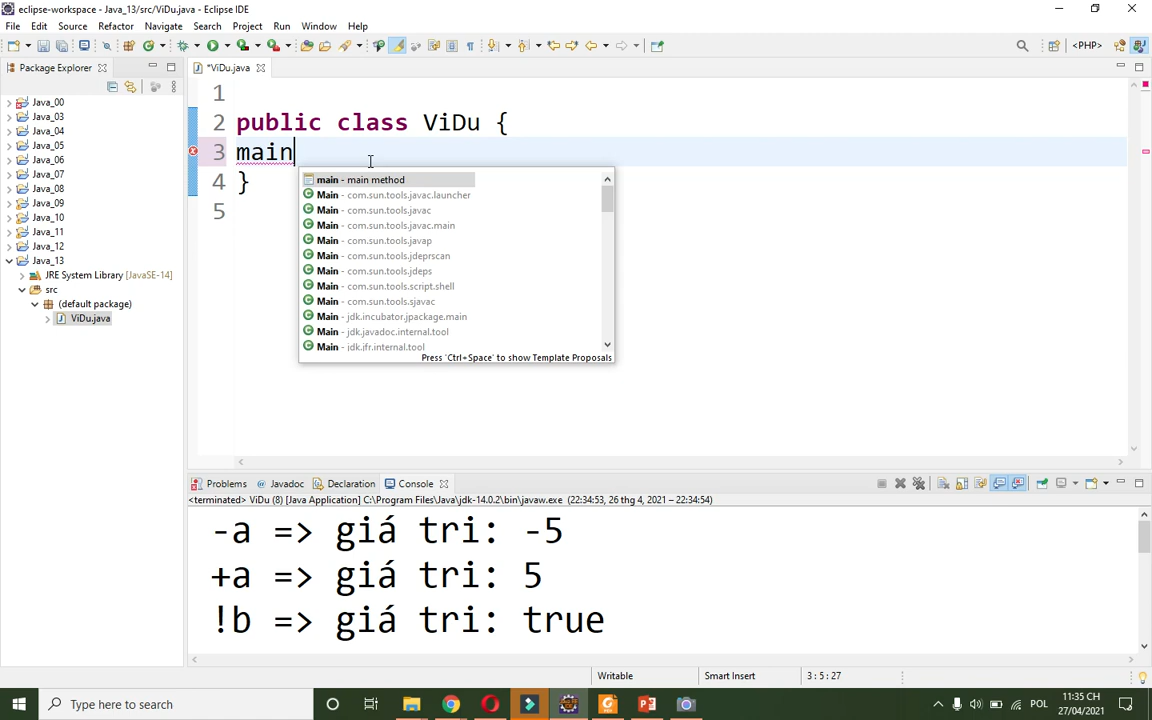 eclipse-workspace - Java_13/src/ViDu.java - Eclipse IDE
File Edit Source Refactor Navigate Search Project Run Window Help
<PHP>
Package Explorer
*ViDu.java
Java_00
Java_03
Java_04
Java_05
Java_06
Java_07
Java_08
Java_09
Java_10
Java_11
Java_12
Java_13
JRE System Library [JavaSE-14]
src
(default package)
ViDu.java
1
2 public class ViDu {
3 main
4 }
5
main - main method
Main - com.sun.tools.javac.launcher
Main - com.sun.tools.javac
Main - com.sun.tools.javac.main
Main - com.sun.tools.javap
Main - com.sun.tools.jdeprscan
Main - com.sun.tools.jdeps
Main - com.sun.tools.script.shell
Main - com.sun.tools.sjavac
Main - jdk.incubator.jpackage.main
Main - jdk.javadoc.internal.tool
Main - jdk.jfr.internal.tool
Press 'Ctrl+Space' to show Template Proposals
Problems @ Javadoc Declaration Console
<terminated> ViDu (8) [Java Application] C:\Program Files\Java\jdk-14.0.2\bin\javaw.exe (22:34:53, 26 thg 4, 2021 – 22:34:54)
-a => giá tri: -5
+a => giá tri: 5
!b => giá tri: true
Writable Smart Insert 3 : 5 : 27
Type here to search
POL
11:35 CH
27/04/2021